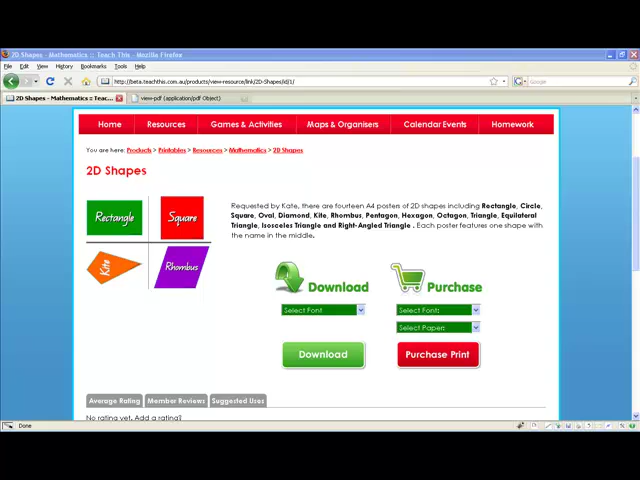 2D Shapes - Mathematics :: Teach This - Mozilla Firefox
File Edit View History Bookmarks Tools Help
http://beta.teachthis.com.au/products/view-resource/link/2D-Shapes/id/1/
Google
2D Shapes - Mathematics :: Teac...
view-pdf (application/pdf Object)
Home Resources Games & Activities Maps & Organisers Calendar Events Homework
You are here: Products > Printables > Resources > Mathematics > 2D Shapes
2D Shapes
Rectangle Square
Kite Rhombus
Requested by Kate, there are fourteen A4 posters of 2D shapes including Rectangle, Circle,
Square, Oval, Diamond, Kite, Rhombus, Pentagon, Hexagon, Octagon, Triangle, Equilateral
Triangle, Isosceles Triangle and Right-Angled Triangle . Each poster features one shape with
the name in the middle.
Download Purchase
Select Font Select Font:
Select Paper:
Download Purchase Print
Average Rating Member Reviews Suggested Uses
No rating yet. Add a rating?
Done